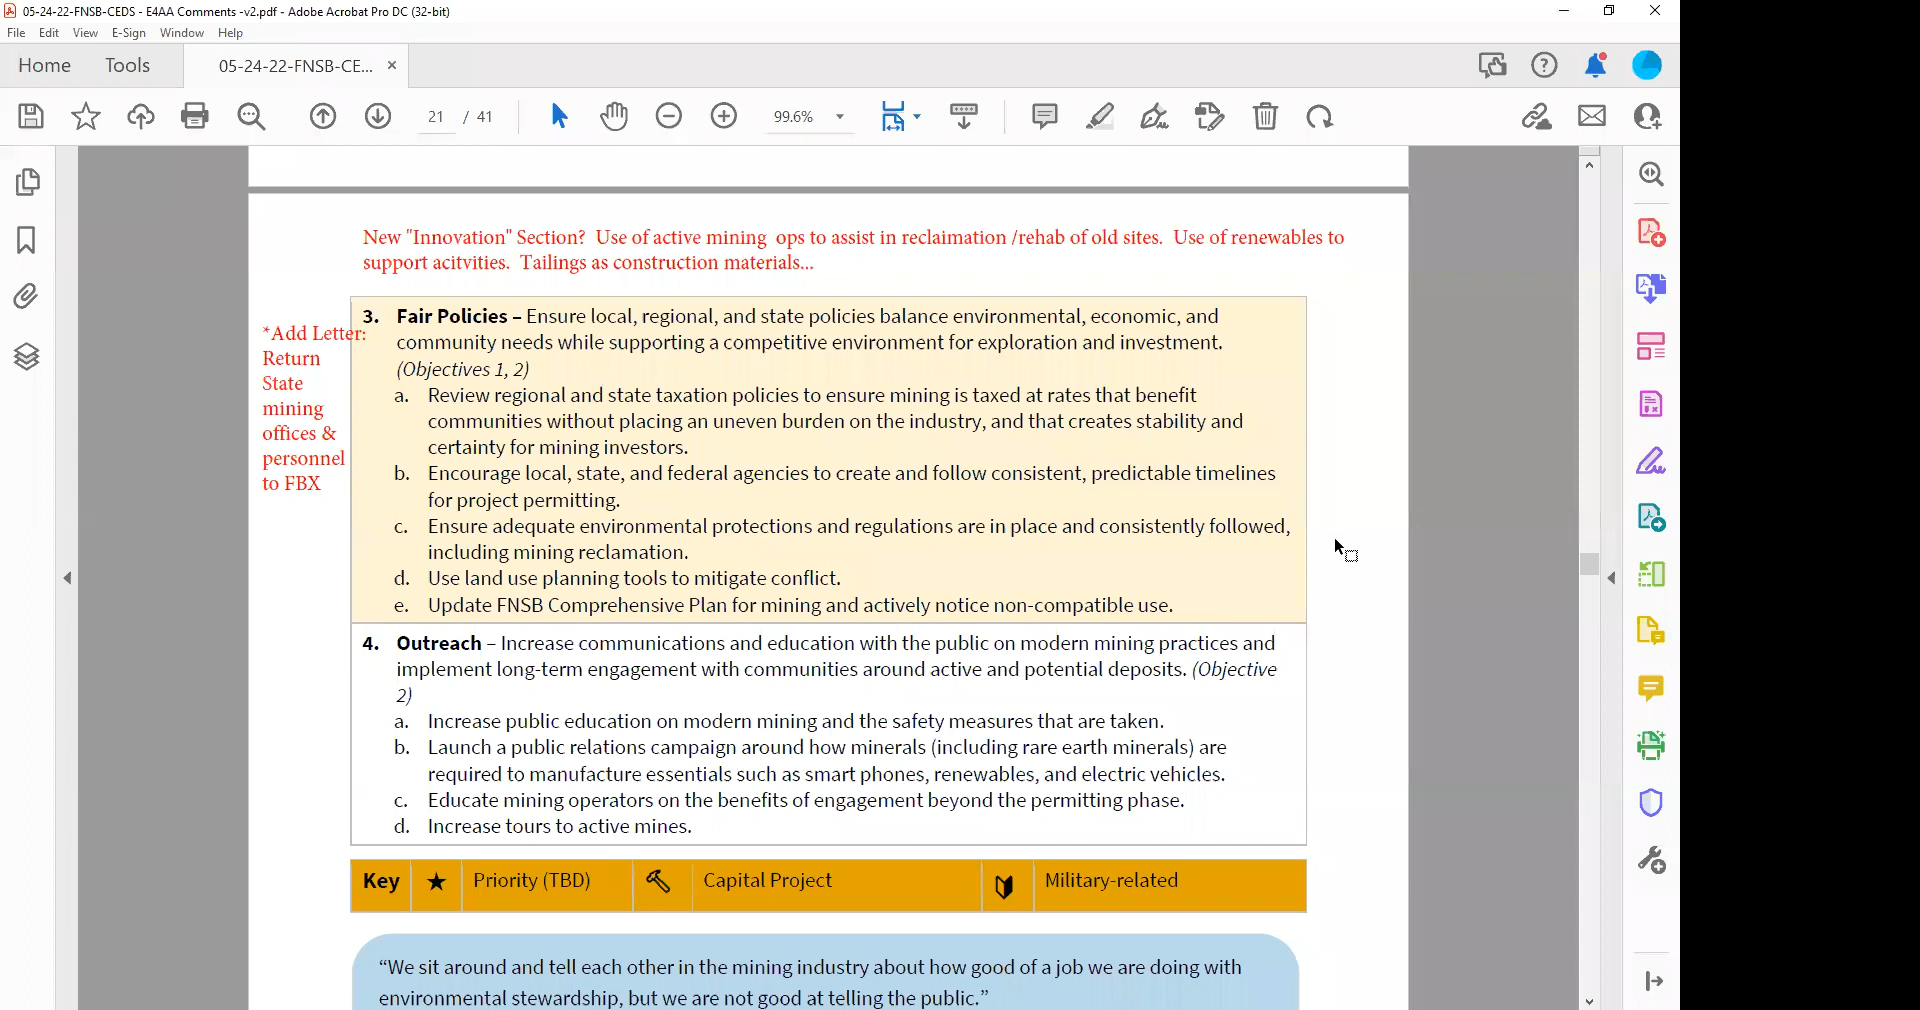 05-24-22-FNSB-CEDS - E4AA Comments -v2.pdf - Adobe Acrobat Pro DC (32-bit)
File Edit View E-Sign Window Help
Home Tools 05-24-22-FNSB-CE... ×
21 / 41 99.6%
New "Innovation" Section? Use of active mining ops to assist in reclaimation /rehab of old sites. Use of renewables to
support acitvities. Tailings as construction materials...
*Add Letter:
Return
State
mining
offices &
personnel
to FBX
3. Fair Policies – Ensure local, regional, and state policies balance environmental, economic, and
community needs while supporting a competitive environment for exploration and investment.
(Objectives 1, 2)
a. Review regional and state taxation policies to ensure mining is taxed at rates that benefit
communities without placing an uneven burden on the industry, and that creates stability and
certainty for mining investors.
b. Encourage local, state, and federal agencies to create and follow consistent, predictable timelines
for project permitting.
c. Ensure adequate environmental protections and regulations are in place and consistently followed,
including mining reclamation.
d. Use land use planning tools to mitigate conflict.
e. Update FNSB Comprehensive Plan for mining and actively notice non-compatible use.
4. Outreach – Increase communications and education with the public on modern mining practices and
implement long-term engagement with communities around active and potential deposits. (Objective
2)
a. Increase public education on modern mining and the safety measures that are taken.
b. Launch a public relations campaign around how minerals (including rare earth minerals) are
required to manufacture essentials such as smart phones, renewables, and electric vehicles.
c. Educate mining operators on the benefits of engagement beyond the permitting phase.
d. Increase tours to active mines.
Key ★ Priority (TBD) Capital Project Military-related
“We sit around and tell each other in the mining industry about how good of a job we are doing with
environmental stewardship, but we are not good at telling the public.”